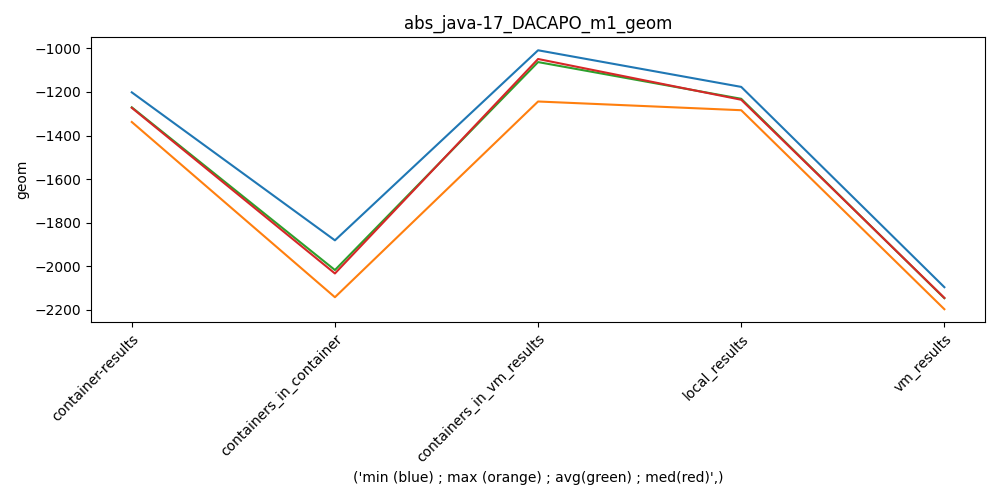 abs_java-17_DACAPO_m1_geom
geom
−1000
−1200
−1400
−1600
−1800
−2000
−2200
container-results
containers_in_container
containers_in_vm_results
local_results
vm_results
('min (blue) ; max (orange) ; avg(green) ; med(red)',)